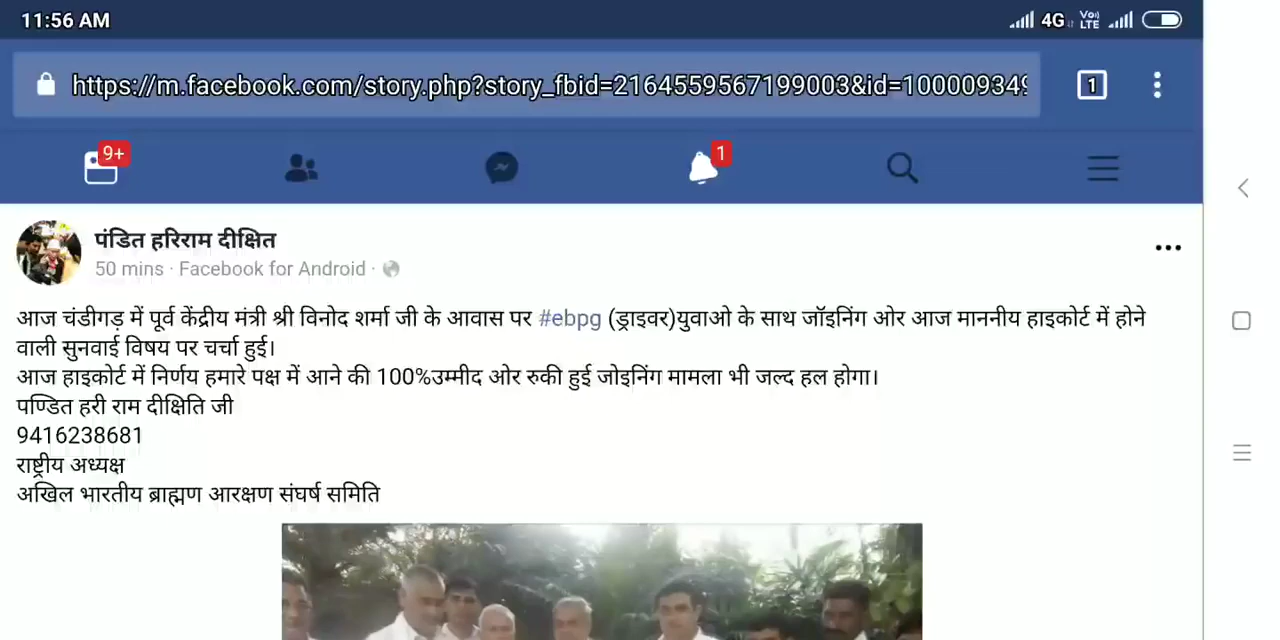 11:56 AM
4G Vo) LTE
https://m.facebook.com/story.php?story_fbid=2164559567199003&id=100009349
1
9+
1
पंडित हरिराम दीक्षित
50 mins · Facebook for Android ·
आज चंडीगड़ में पूर्व केंद्रीय मंत्री श्री विनोद शर्मा जी के आवास पर #ebpg (ड्राइवर)युवाओ के साथ जॉइनिंग ओर आज माननीय हाइकोर्ट में होने
वाली सुनवाई विषय पर चर्चा हुई।
आज हाइकोर्ट में निर्णय हमारे पक्ष में आने की 100%उम्मीद ओर रुकी हुई जोइनिंग मामला भी जल्द हल होगा।
पण्डित हरी राम दीक्षिति जी
9416238681
राष्ट्रीय अध्यक्ष
अखिल भारतीय ब्राह्मण आरक्षण संघर्ष समिति